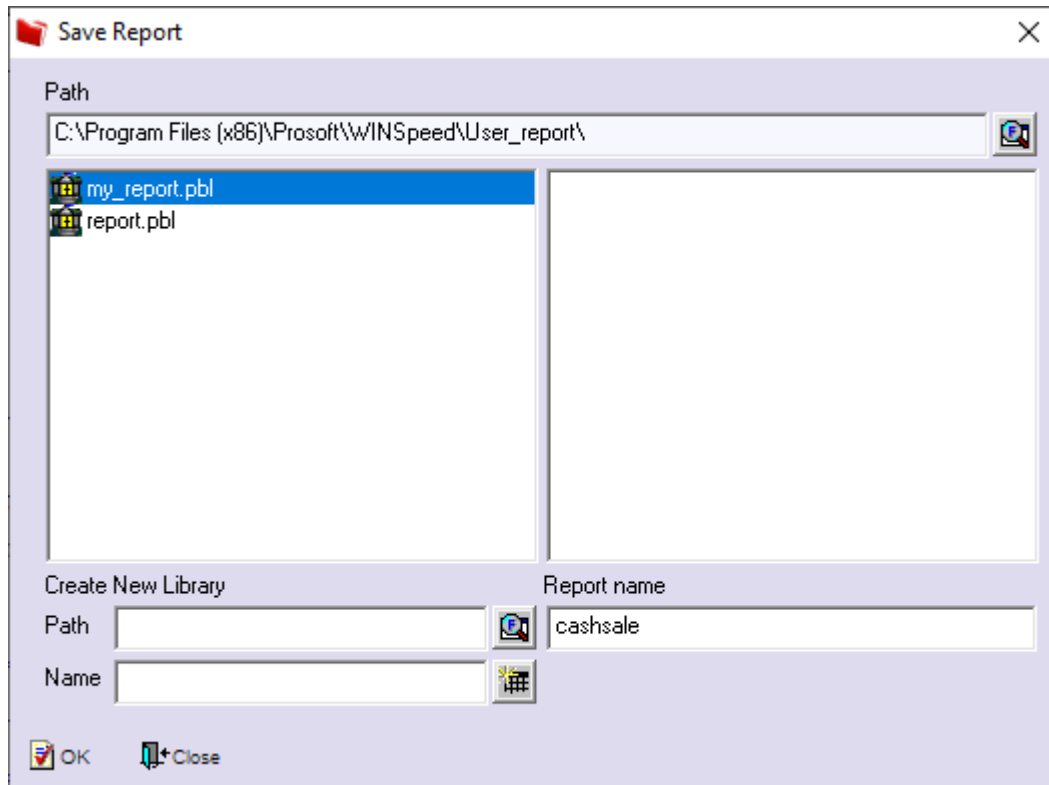 Save Report
Path
C:\Program Files (x86)\Prosoft\WINSpeed\User_report\
my_report.pbl
report.pbl
Create New Library
Report name
Path
cashsale
Name
OK
Close